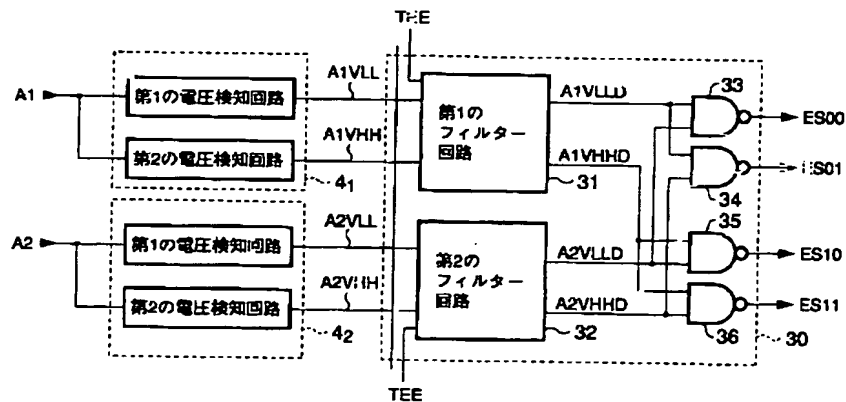 TEE
A1
第1の電圧検知回路
A1VLL
第2の電圧検知回路
A1VHH
4₁
第1の
フィルター
回路
31
A1VLLD
A1VHHD
33
ES00
ES01
34
A2
第1の電圧検知回路
A2VLL
第2の電圧検知回路
A2VHH
4₂
第2の
フィルター
回路
32
A2VLLD
A2VHHD
35
ES10
ES11
36
30
TEE